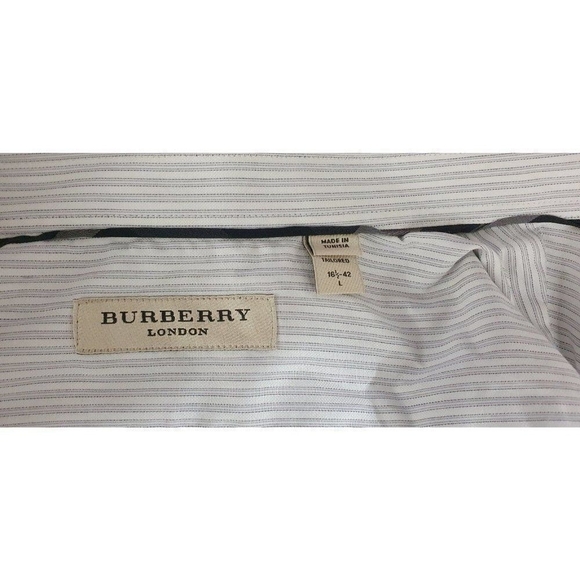 BURBERRY
LONDON
MADE IN
TUNISIA
TAILORED
16½-42
L